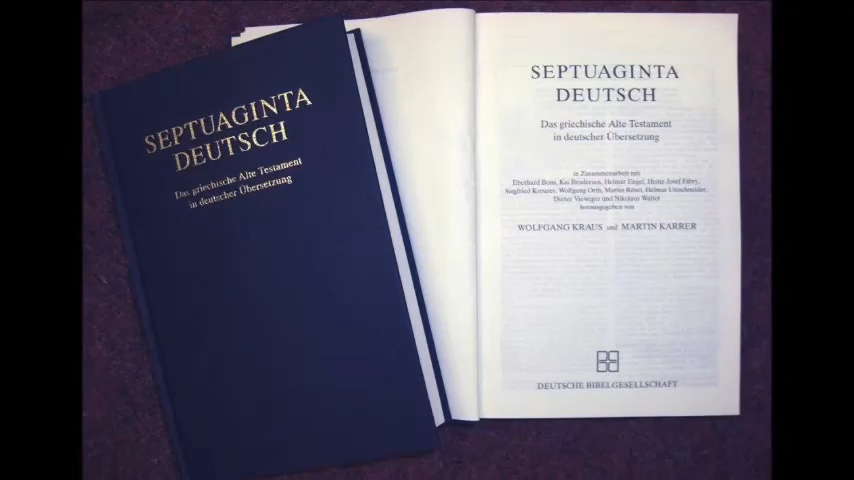 SEPTUAGINTA
DEUTSCH
Das griechische Alte Testament
in deutscher Übersetzung
SEPTUAGINTA
DEUTSCH
Das griechische Alte Testament
in deutscher Übersetzung
in Zusammenarbeit mit
Eberhard Bons, Kai Brodersen, Helmut Engel, Heinz-Josef Fabry,
Siegfried Kreuzer, Wolfgang Orth, Martin Rösel, Helmut Utzschneider,
Dieter Vieweger und Nikolaus Walter
herausgegeben von
WOLFGANG KRAUS und MARTIN KARRER
DEUTSCHE BIBELGESELLSCHAFT